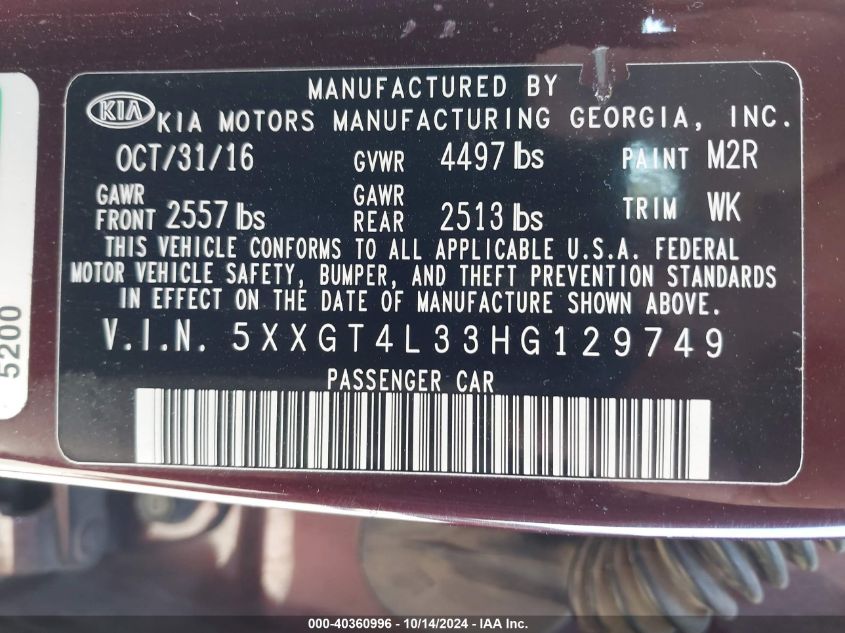 MANUFACTURED BY
KIA KIA MOTORS MANUFACTURING GEORGIA, INC.
OCT/31/16 GVWR 4497 lbs PAINT M2R
GAWR FRONT 2557 lbs GAWR REAR 2513 lbs TRIM WK
THIS VEHICLE CONFORMS TO ALL APPLICABLE U.S.A. FEDERAL
MOTOR VEHICLE SAFETY, BUMPER, AND THEFT PREVENTION STANDARDS
IN EFFECT ON THE DATE OF MANUFACTURE SHOWN ABOVE.
V.I.N. 5XXGT4L33HG129749
PASSENGER CAR
5200
000-40360996 - 10/14/2024 - IAA Inc.